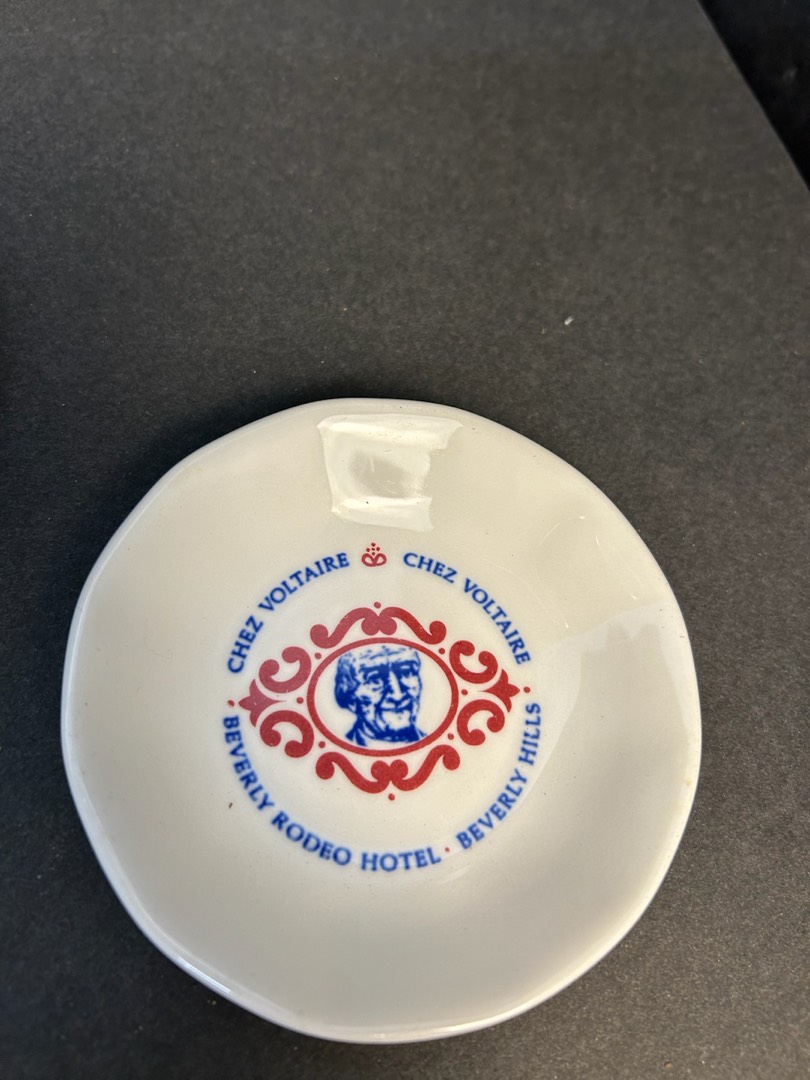 CHEZ VOLTAIRE
CHEZ VOLTAIRE
BEVERLY RODEO HOTEL · BEVERLY HILLS